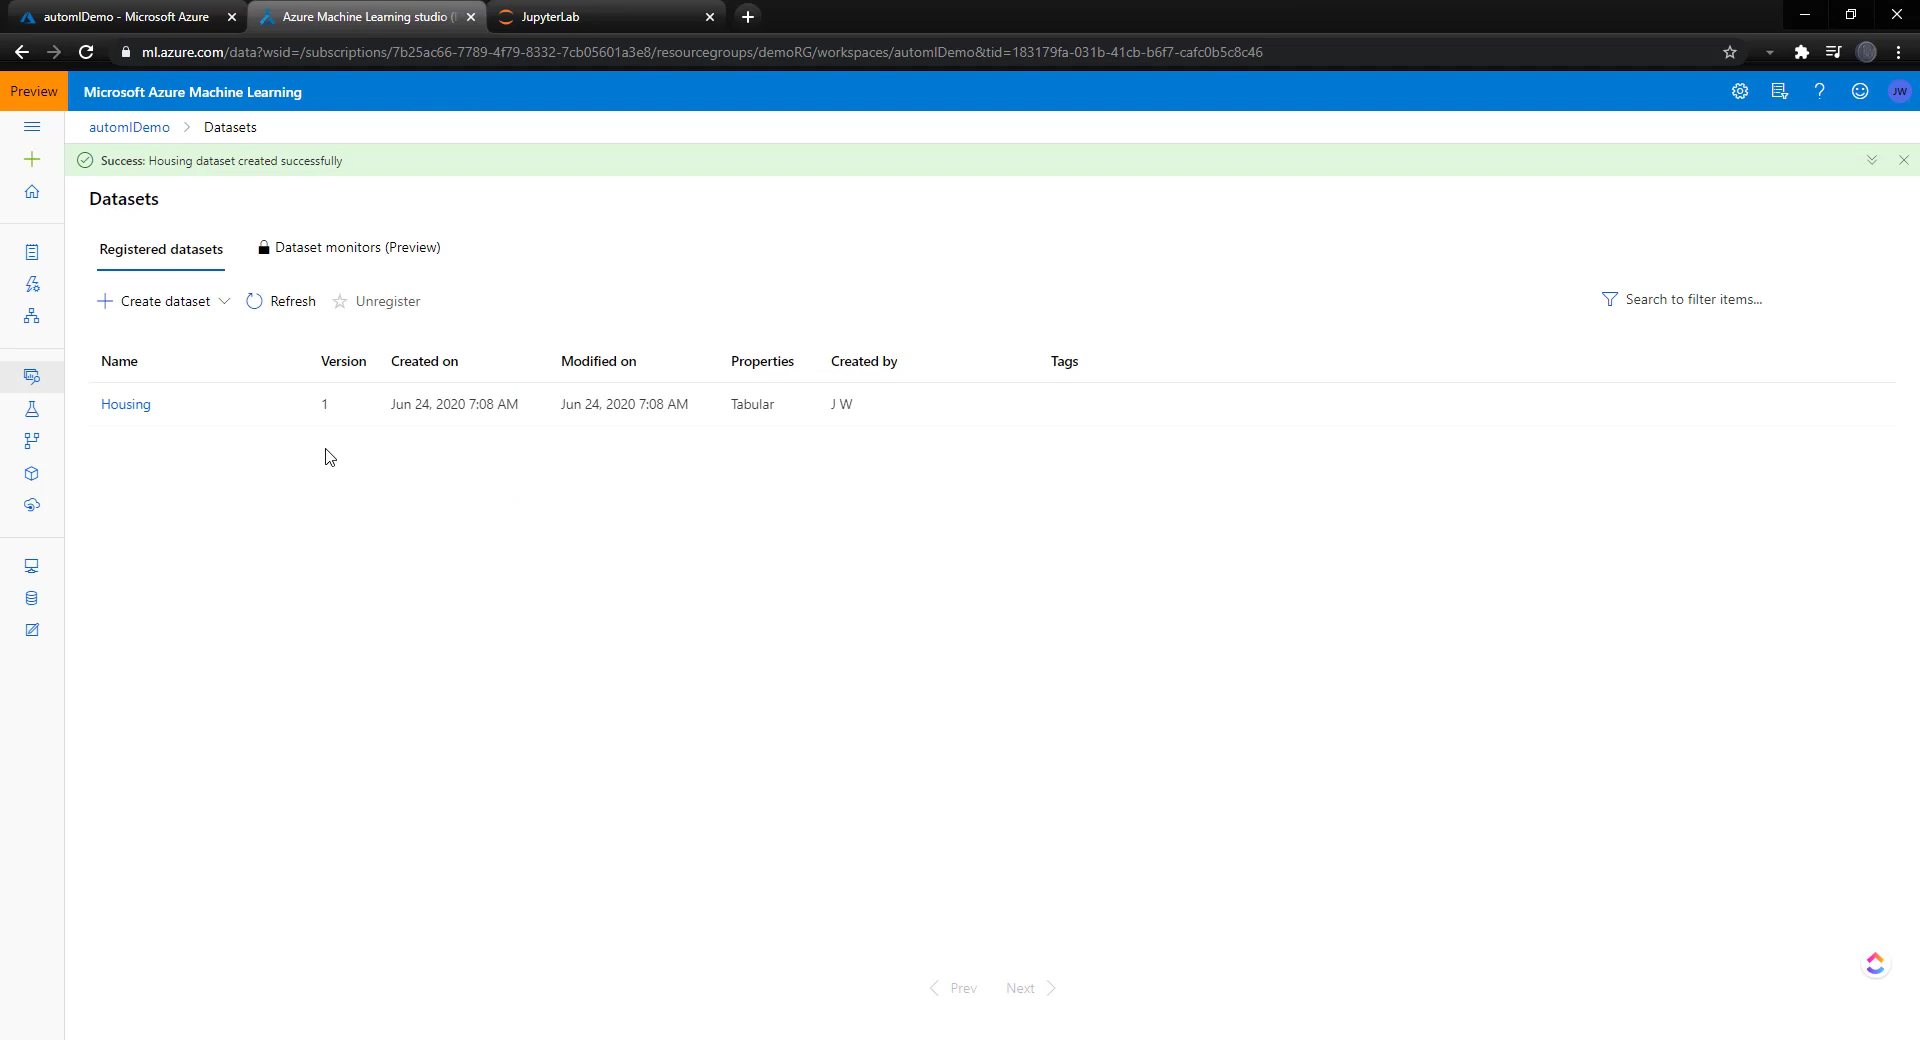 automlDemo - Microsoft Azure
Azure Machine Learning studio (
JupyterLab
ml.azure.com/data?wsid=/subscriptions/7b25ac66-7789-4f79-8332-7cb05601a3e8/resourcegroups/demoRG/workspaces/automlDemo&tid=183179fa-031b-41cb-b6f7-cafc0b5c8c46
Preview
Microsoft Azure Machine Learning
JW
automlDemo > Datasets
Success: Housing dataset created successfully
Datasets
Registered datasets
Dataset monitors (Preview)
Create dataset
Refresh
Unregister
Search to filter items...
Name Version Created on Modified on Properties Created by Tags
Housing 1 Jun 24, 2020 7:08 AM Jun 24, 2020 7:08 AM Tabular J W
Prev Next